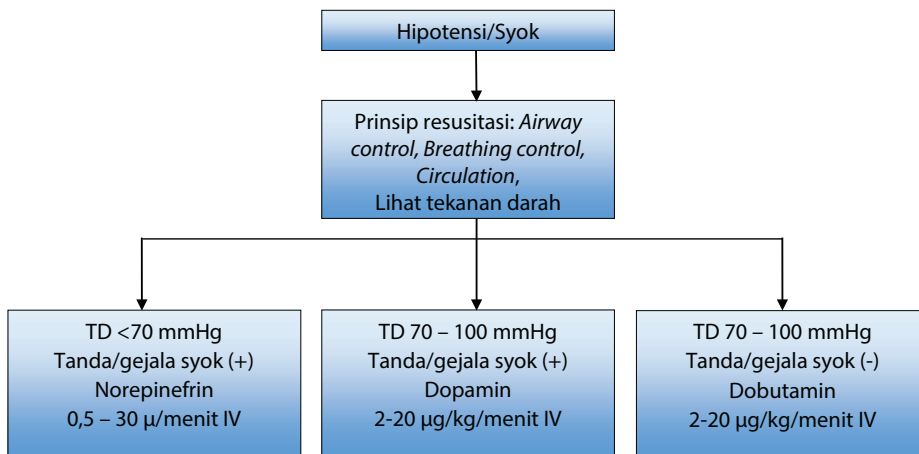 Hipotensi/Syok
Prinsip resusitasi: Airway
control, Breathing control,
Circulation,
Lihat tekanan darah
TD <70 mmHg
Tanda/gejala syok (+)
Norepinefrin
0,5 – 30 µ/menit IV
TD 70 – 100 mmHg
Tanda/gejala syok (+)
Dopamin
2-20 µg/kg/menit IV
TD 70 – 100 mmHg
Tanda/gejala syok (-)
Dobutamin
2-20 µg/kg/menit IV